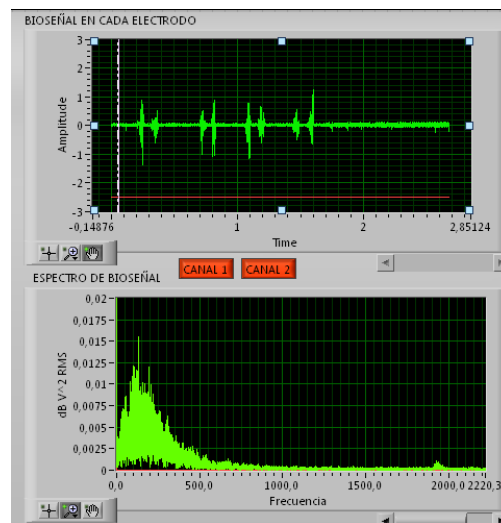 BIOSEÑAL EN CADA ELECTRODO
3
2
1
0
-1
-2
-3
Amplitude
-0,14876 1 2 2,85124
Time
CANAL 1 CANAL 2
ESPECTRO DE BIOSEÑAL
0,02
0,0175
0,015
0,0125
0,01
0,0075
0,005
0,0025
0
dB V^2 RMS
0,0 500,0 1000,0 2000,0 2220,3
Frecuencia